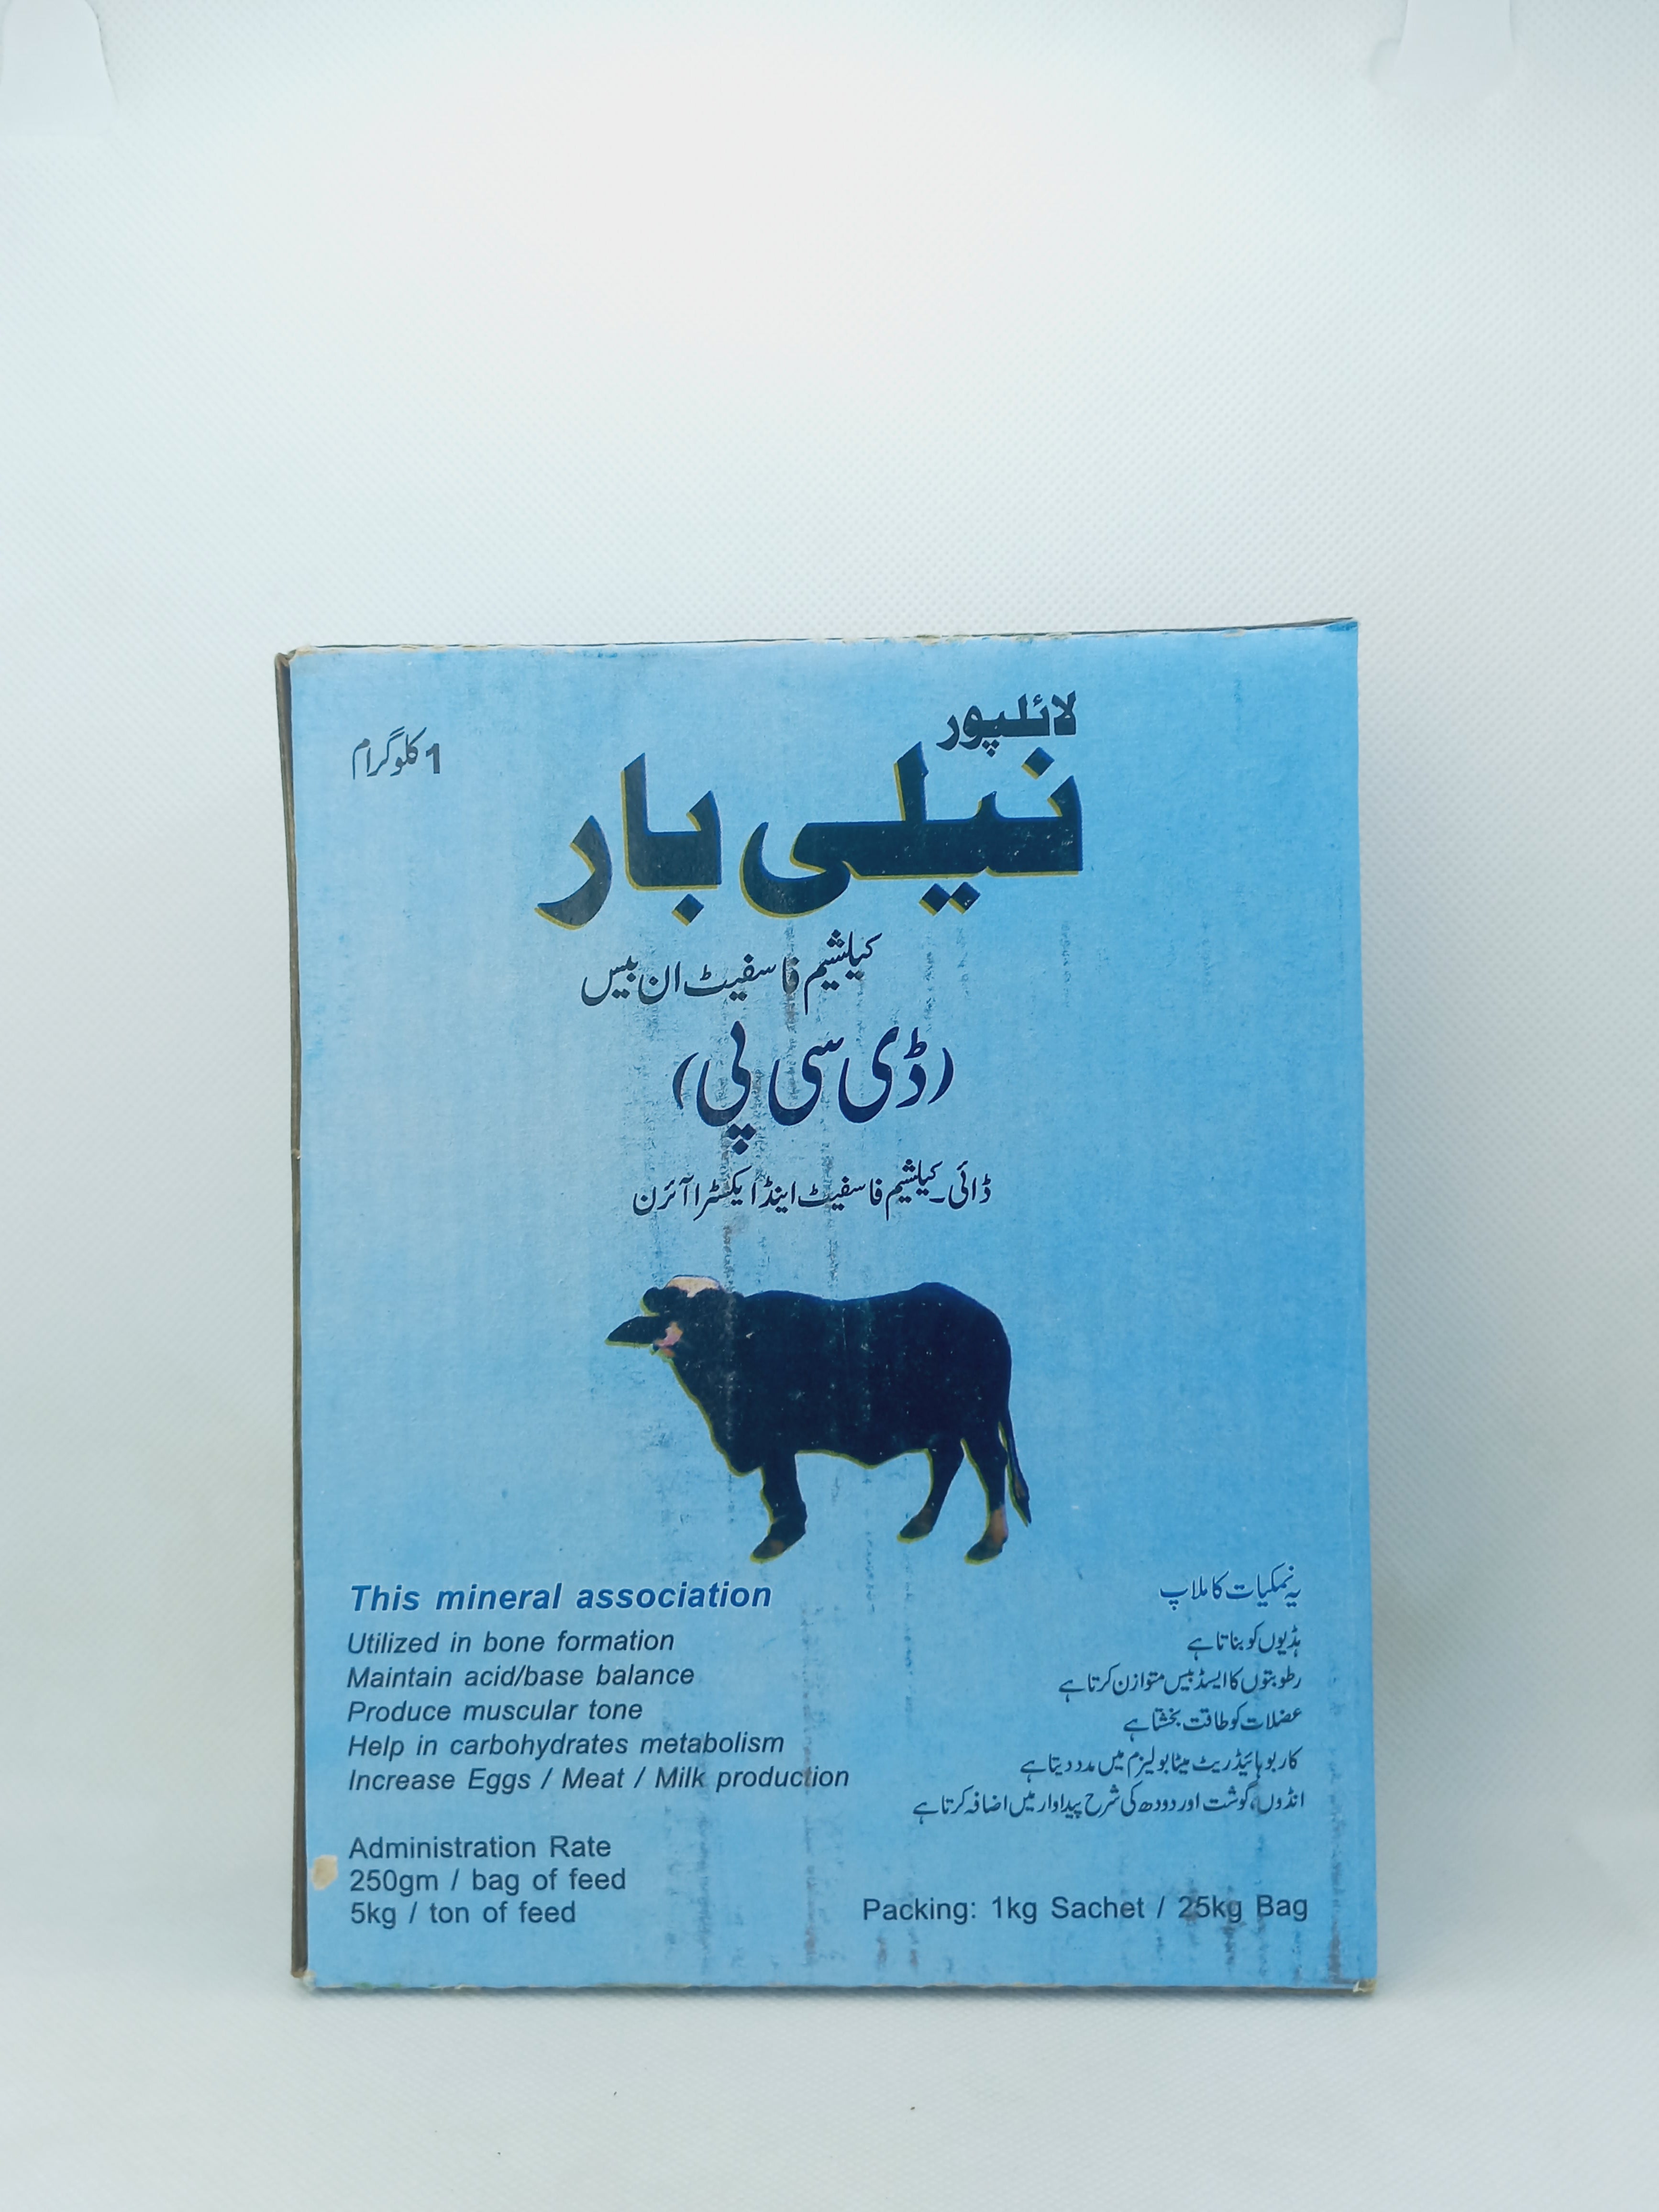 لائلپور
1 کلوگرام
نیلی بار
کیلشیم فاسفیٹ ان بیس
(ڈی سی پی)
ڈائی۔کیلشیم فاسفیٹ اینڈ ایکسٹرا آئرن
This mineral association
Utilized in bone formation
Maintain acid/base balance
Produce muscular tone
Help in carbohydrates metabolism
Increase Eggs / Meat / Milk production
یہ نمکیات کا ملاپ
ہڈیوں کو بناتا ہے
رطوبتوں کا ایسڈ بیس متوازن کرتا ہے
عضلات کو طاقت بخشتا ہے
کاربوہائیڈریٹ میٹابولیزم میں مدد دیتا ہے
انڈوں، گوشت اور دودھ کی شرح پیداوار میں اضافہ کرتا ہے
Administration Rate
250gm / bag of feed
5kg / ton of feed
Packing: 1kg Sachet / 25kg Bag